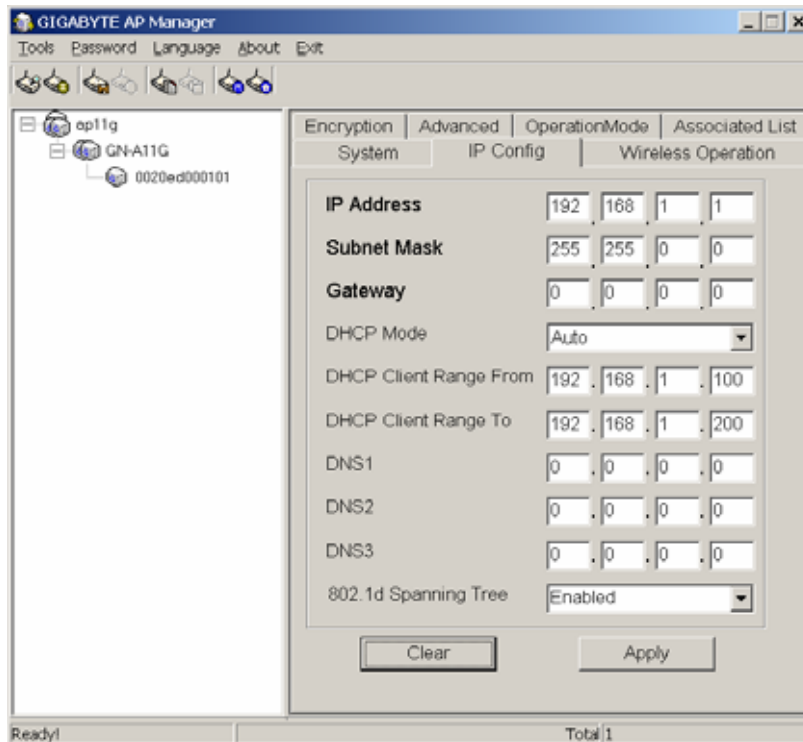 GIGABYTE AP Manager
Tools Password Language About Exit
ap11g
GN-A11G
0020ed000101
Encryption Advanced OperationMode Associated List
System IP Config Wireless Operation
IP Address 192 . 168 . 1 . 1
Subnet Mask 255 . 255 . 0 . 0
Gateway 0 . 0 . 0 . 0
DHCP Mode Auto
DHCP Client Range From 192 . 168 . 1 . 100
DHCP Client Range To 192 . 168 . 1 . 200
DNS1 0 . 0 . 0 . 0
DNS2 0 . 0 . 0 . 0
DNS3 0 . 0 . 0 . 0
802.1d Spanning Tree Enabled
Clear Apply
Ready! Total 1